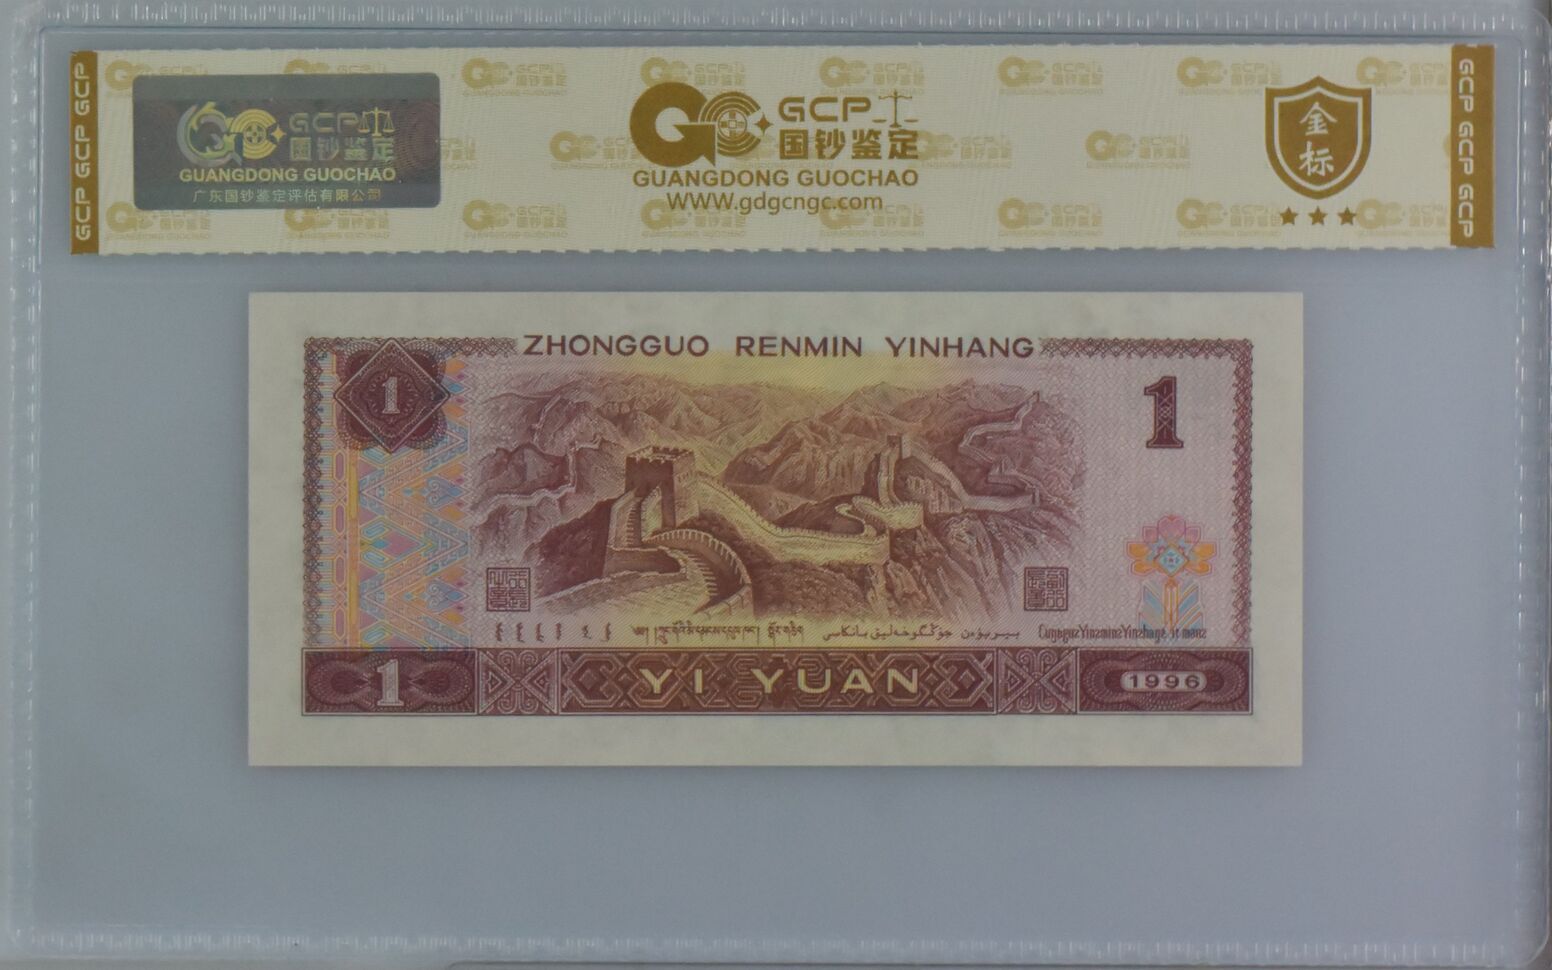 GCP GCP GCP
GCP
国钞鉴定
GUANGDONG GUOCHAO
广东国钞鉴定评估有限公司
GCP
国钞鉴定
GUANGDONG GUOCHAO
WWW.gdgcngc.com
金标
GCP GCP GCP
ZHONGGUO RENMIN YINHANG
1
1
YI YUAN
1
1996